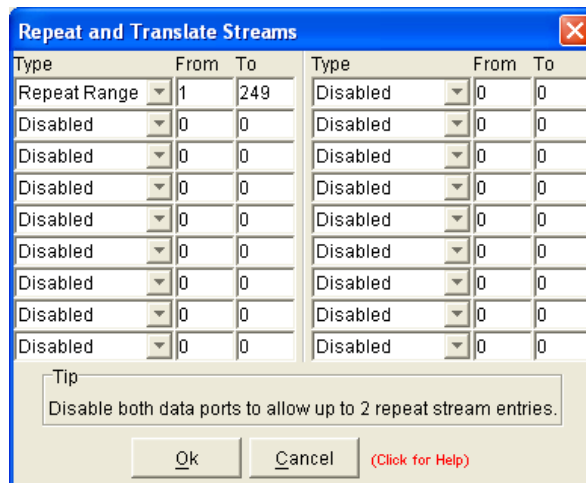 Repeat and Translate Streams
Type From To Type From To
Repeat Range 1 249 Disabled 0 0
Disabled 0 0 Disabled 0 0
Disabled 0 0 Disabled 0 0
Disabled 0 0 Disabled 0 0
Disabled 0 0 Disabled 0 0
Disabled 0 0 Disabled 0 0
Disabled 0 0 Disabled 0 0
Disabled 0 0 Disabled 0 0
Disabled 0 0 Disabled 0 0
Tip
Disable both data ports to allow up to 2 repeat stream entries.
Ok Cancel (Click for Help)